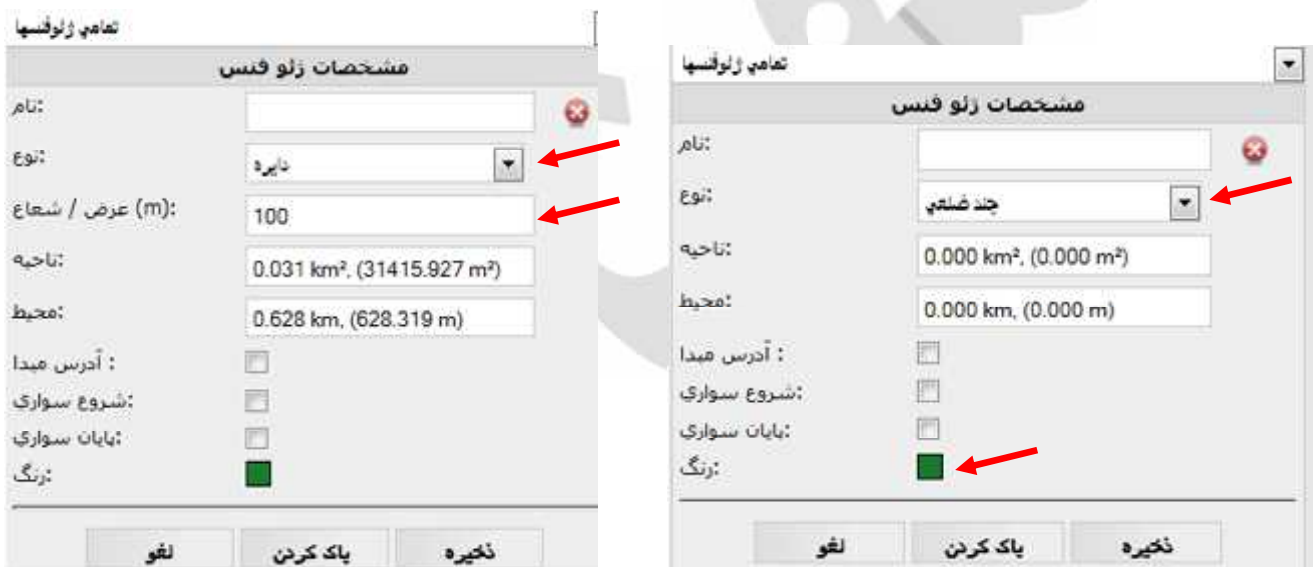 تمامي ژئوفنسها
مشخصات زئو فنس
نام:
نوع: دايره
عرض / شعاع (m): 100
ناحيه: 0.031 km², (31415.927 m²)
محيط: 0.628 km, (628.319 m)
آدرس مبدا :
شروع سواري:
پايان سواري:
رنگ:
لغو پاک کردن ذخيره
تمامي ژئوفنسها
مشخصات زئو فنس
نام:
نوع: چند ضلعي
ناحيه: 0.000 km², (0.000 m²)
محيط: 0.000 km, (0.000 m)
آدرس مبدا :
شروع سواري:
پايان سواري:
رنگ:
لغو پاک کردن ذخيره